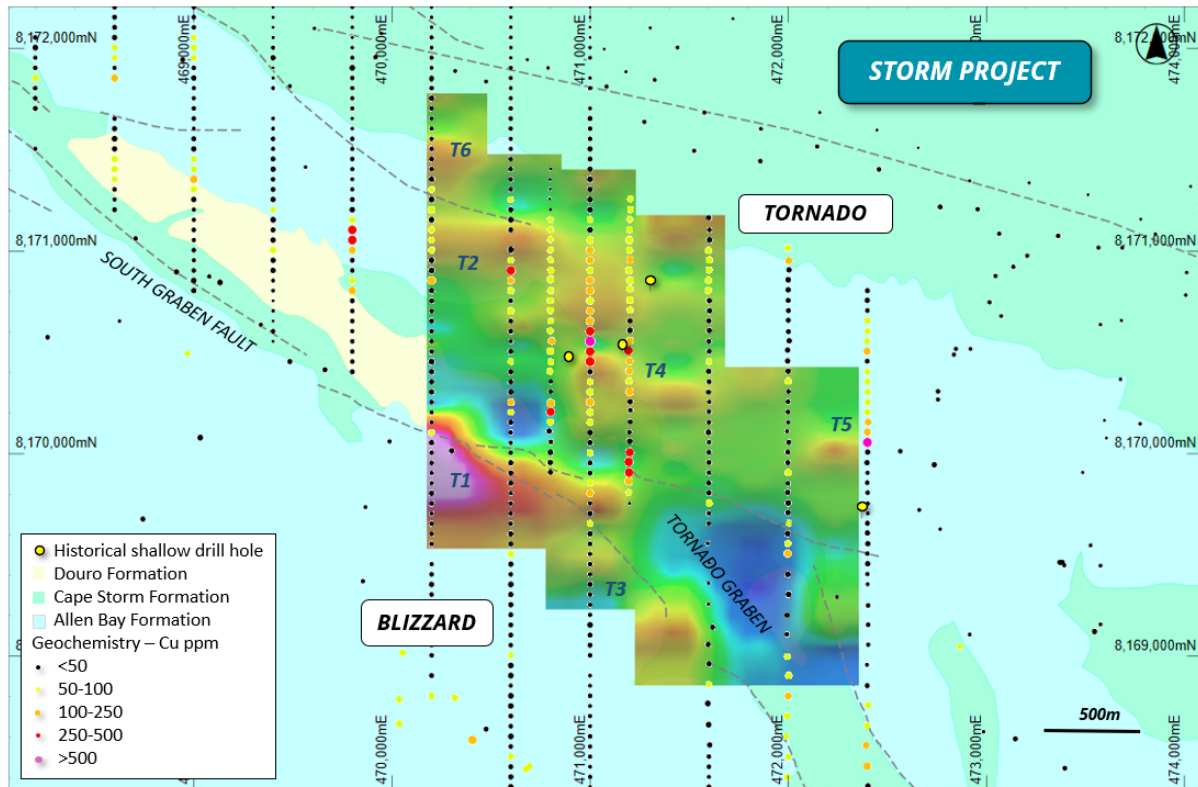 8,172,000mN
469,000mE
470,000mE
471,000mE
472,000mE
8,172,000mN
474,000mE
STORM PROJECT
T6
TORNADO
8,171,000mN
T2
8,171,000mN
SOUTH GRABEN FAULT
T4
8,170,000mN
T5
8,170,000mN
T1
TORNADO GRABEN
Historical shallow drill hole
Douro Formation
Cape Storm Formation
Allen Bay Formation
Geochemistry – Cu ppm
<50
50-100
100-250
250-500
>500
T3
BLIZZARD
8,169,000mN
500m
470,000mE
471,000mE
472,000mE
473,000mE
474,000mE